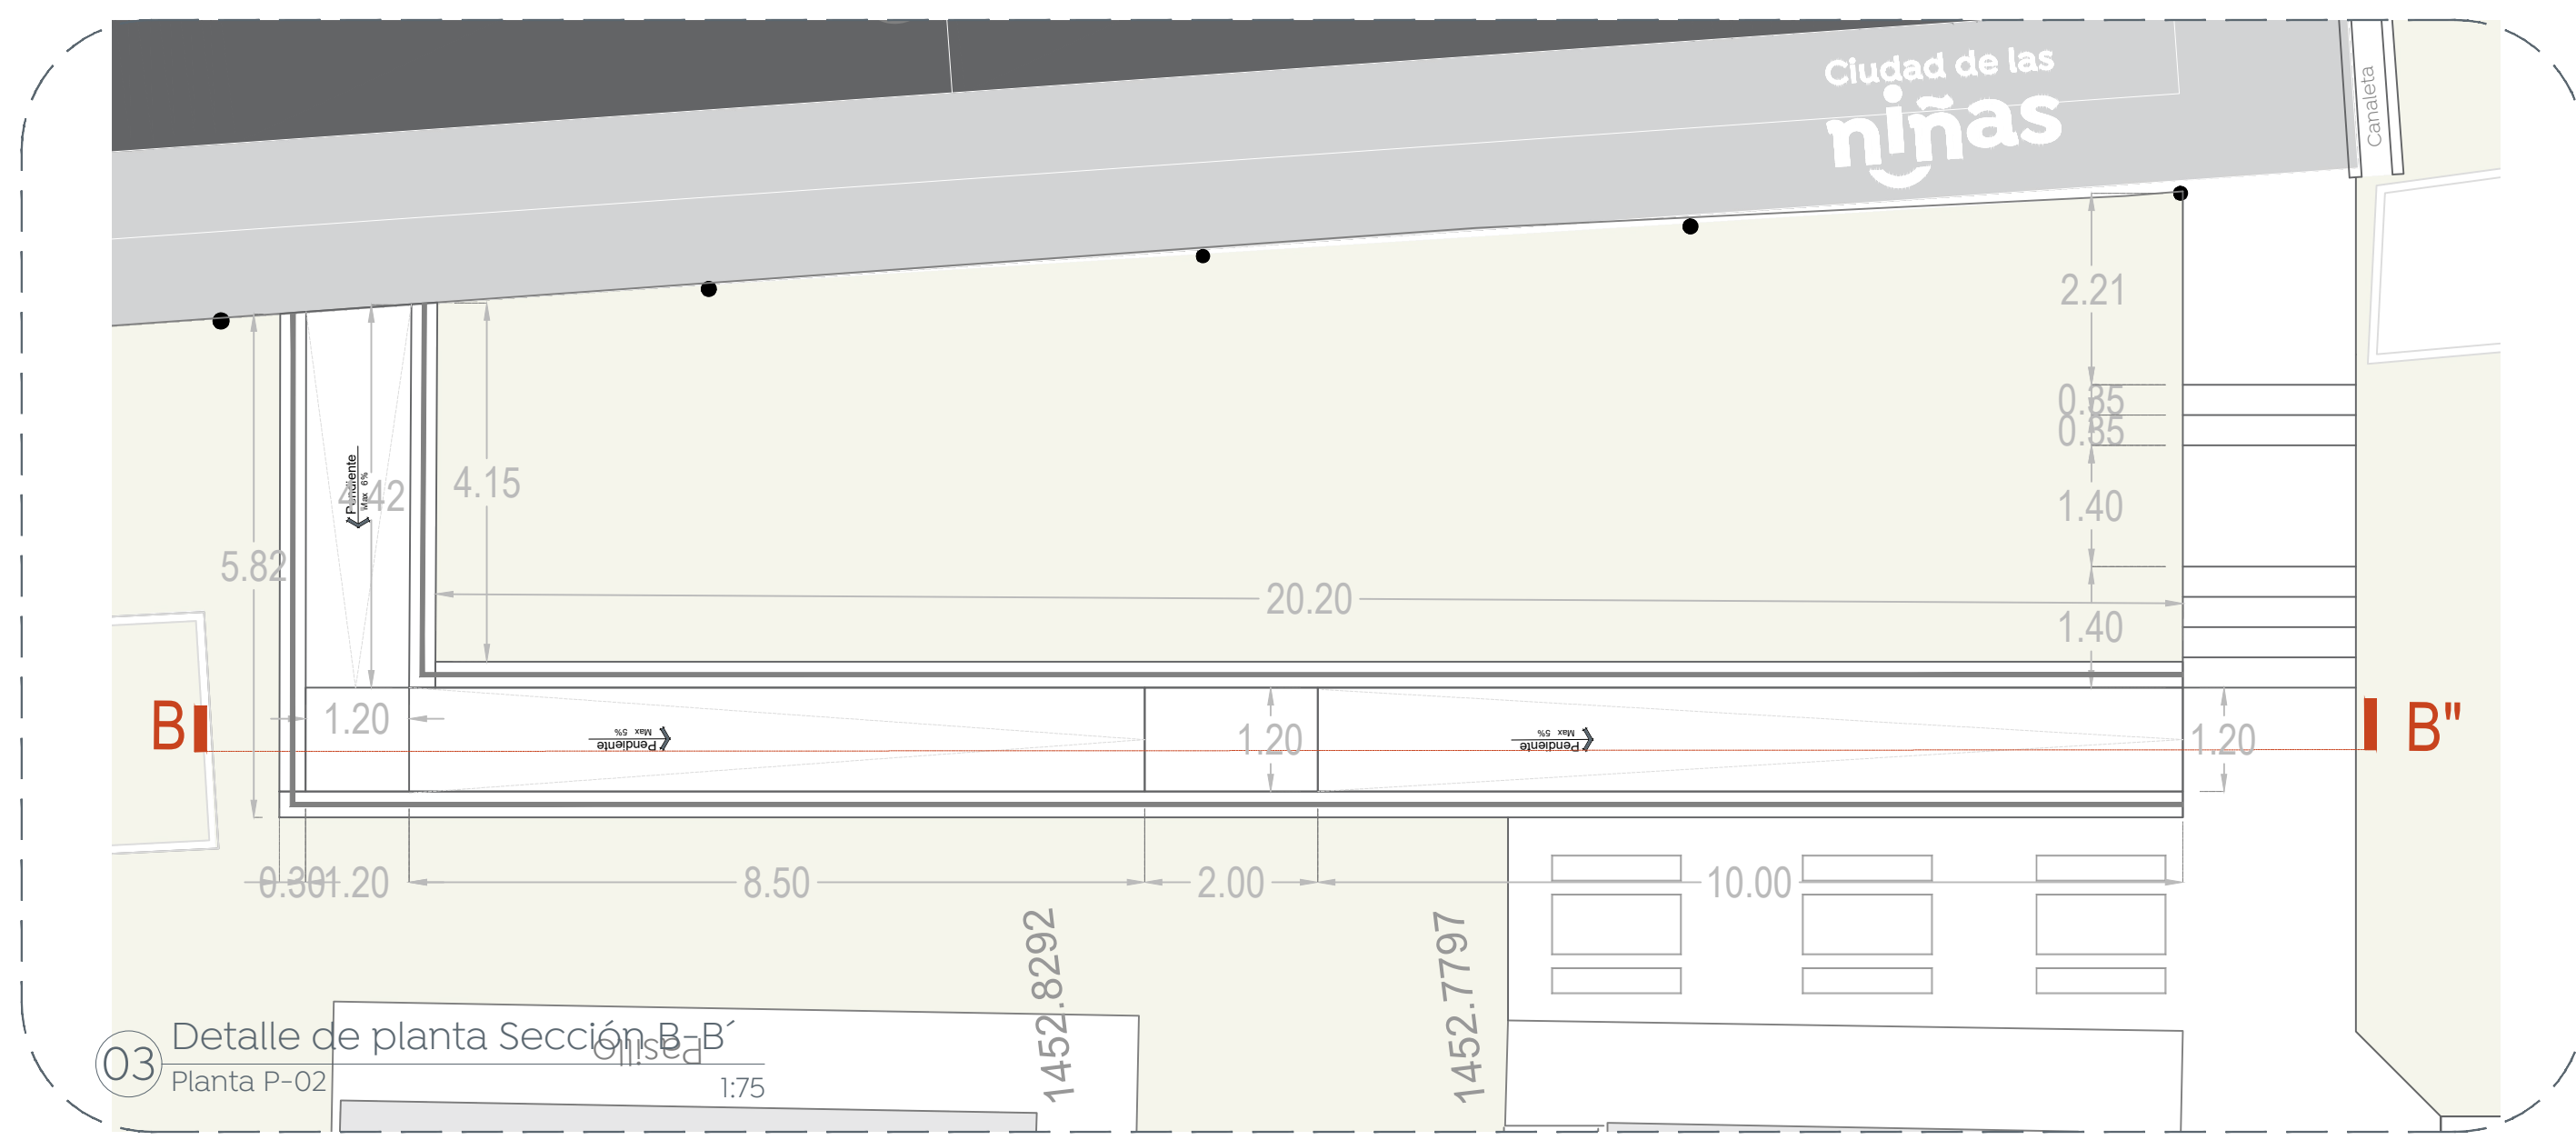 Ciudad de las
niñas
Canaleta
2.21
0.35
0.35
1.40
1.40
4.42
Pendiente
Max 6%
4.15
5.82
20.20
B
1.20
Pendiente
Max 5%
1.20
Pendiente
Max 5%
1.20
B"
0.30
1.20
8.50
2.00
10.00
1452.8292
1452.7797
Pasillo
03
Detalle de planta Sección B-B´
Planta P-02
1:75